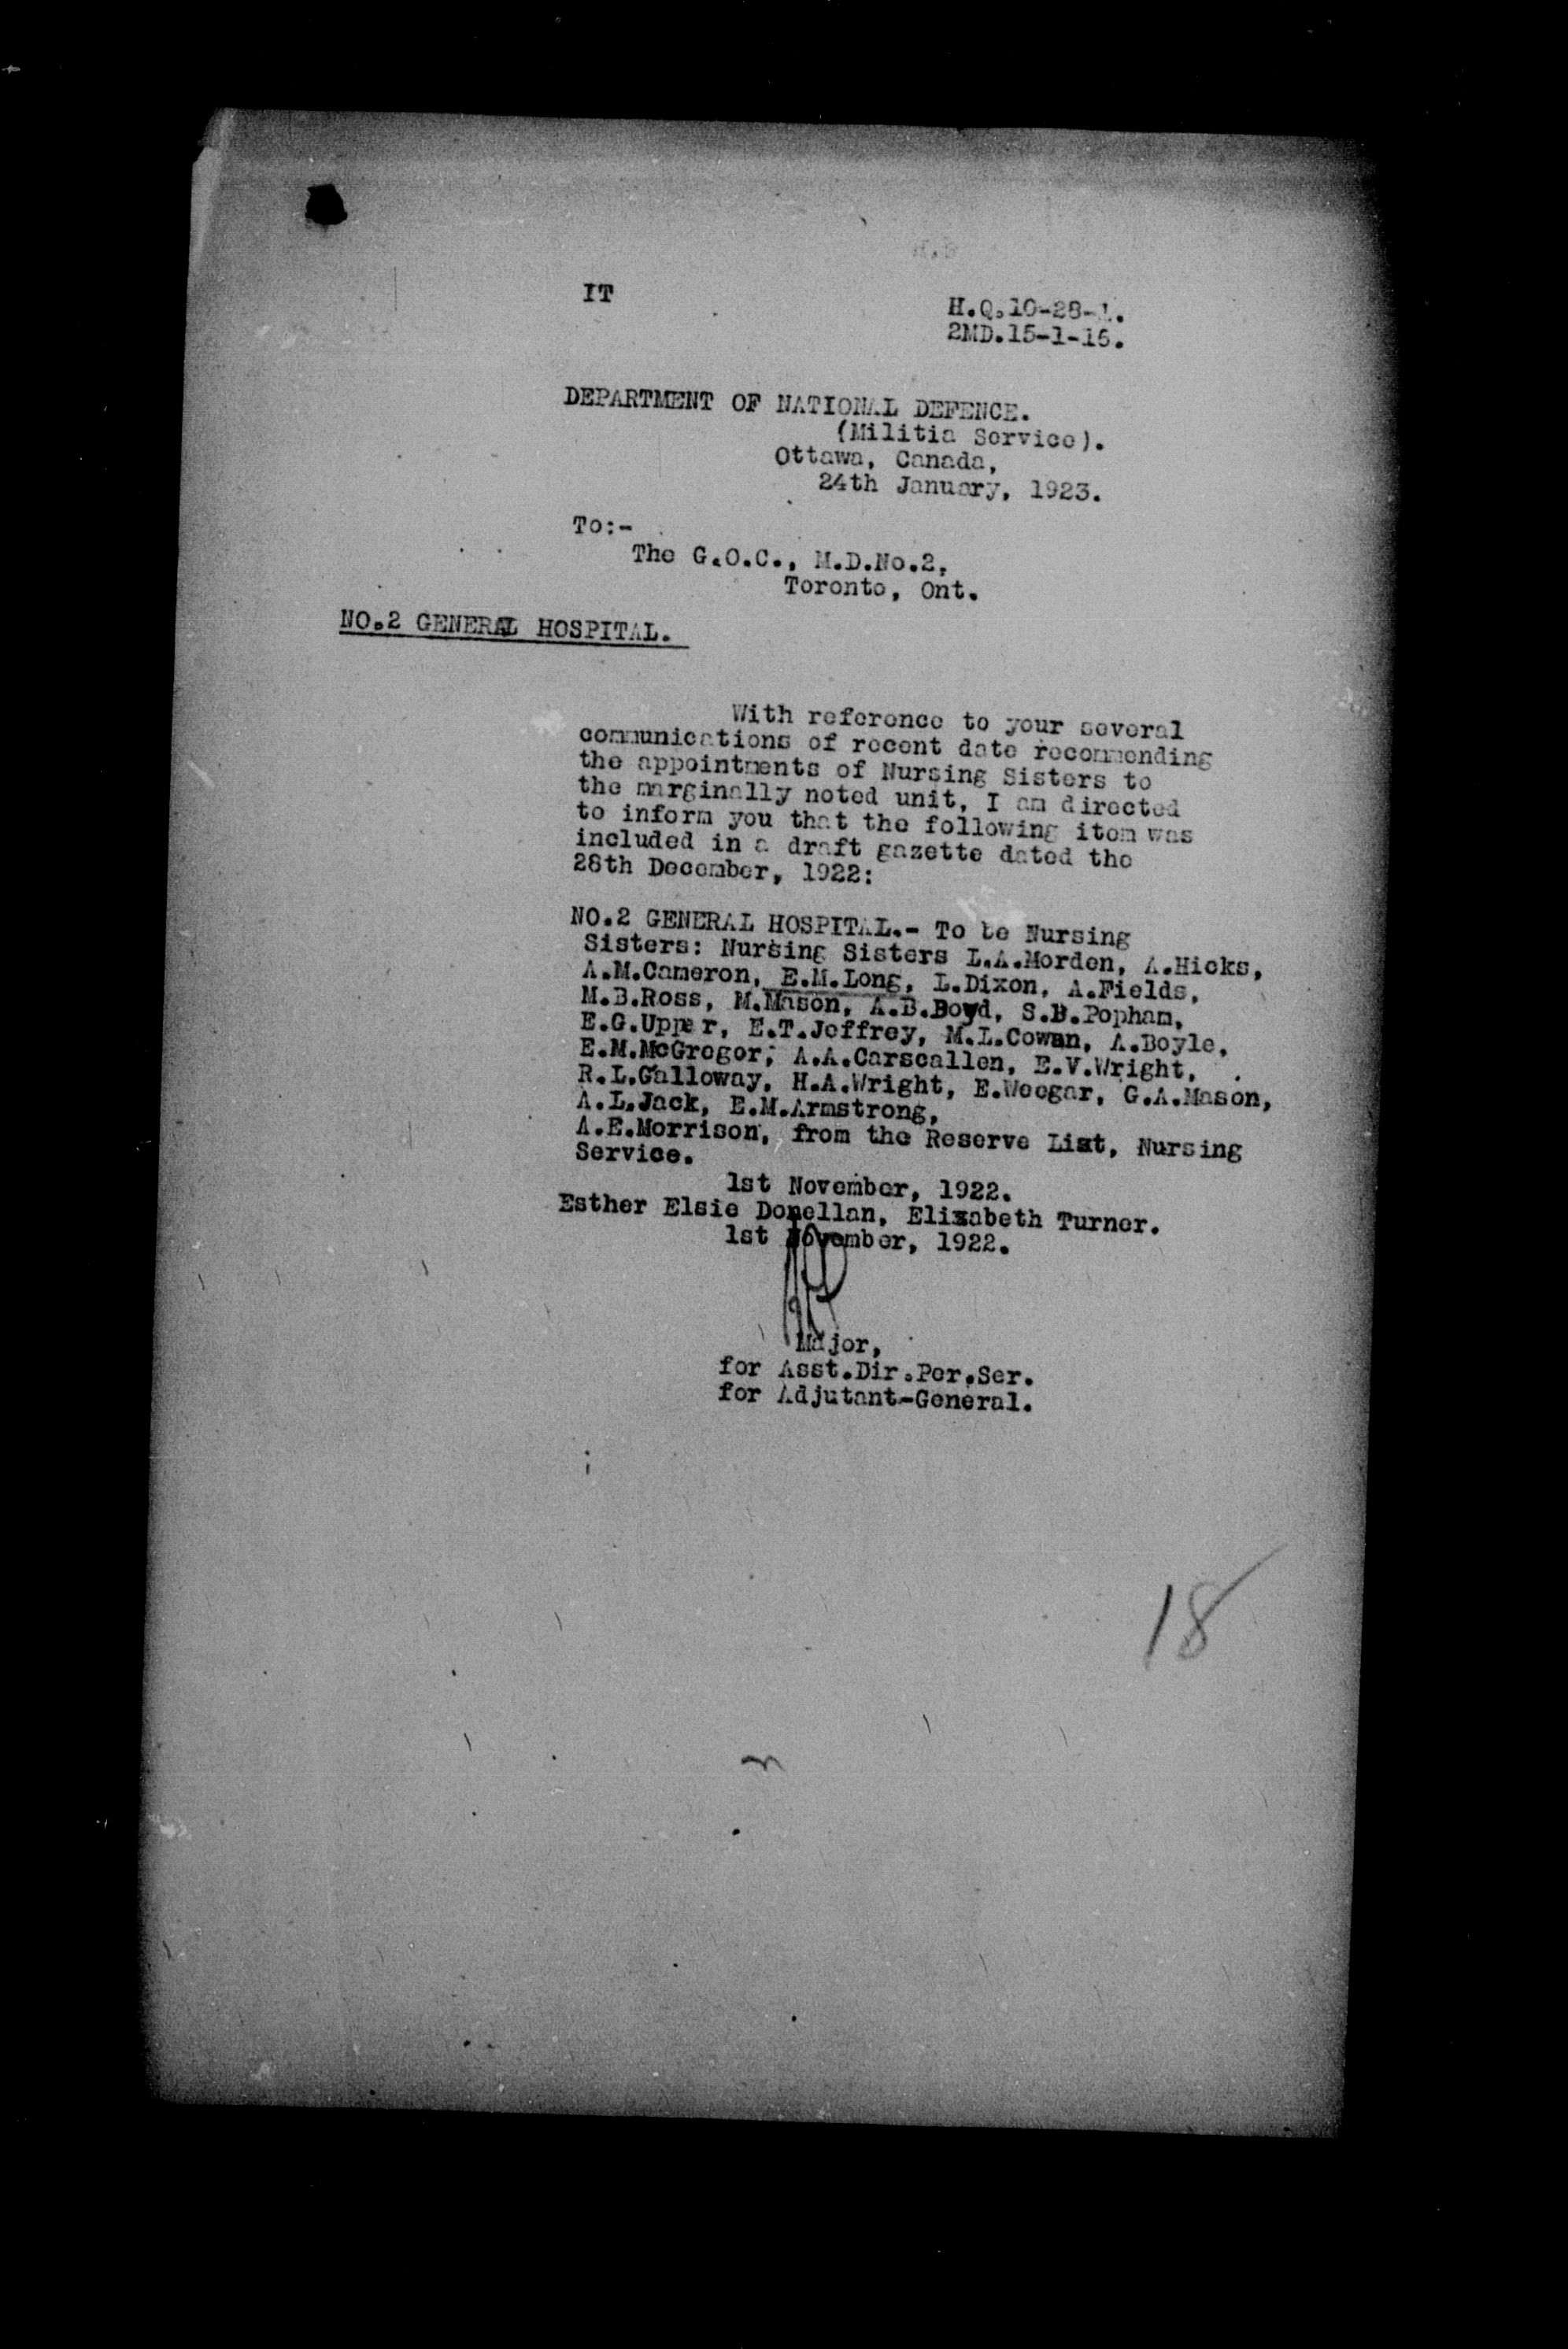 IT
H.Q.10-28-1.
2MD.15-1-15.
DEPARTMENT OF NATIONAL DEFENCE.
(Militia Service).
Ottawa, Canada,
24th January, 1923.
To:-
The G.O.C., M.D.No.2,
Toronto, Ont.
NO.2 GENERAL HOSPITAL.
With reference to your several
communications of recent date recommending
the appointments of Nursing Sisters to
the marginally noted unit, I am directed
to inform you that the following item was
included in a draft gazette dated the
28th December, 1922:
NO.2 GENERAL HOSPITAL.- To be Nursing
Sisters: Nursing Sisters L.A.Morden, A.Hicks,
A.M.Cameron, E.M.Long, L.Dixon, A.Fields,
M.B.Ross, M.Mason, A.B.Boyd, S.B.Popham,
E.G.Upper, E.T.Jeffrey, M.L.Cowan, A.Boyle,
E.M.McGregor, A.A.Carscallen, E.V.Wright,
R.L.Galloway, H.A.Wright, E.Weegar, G.A.Mason,
A.L.Jack, E.M.Armstrong,
A.E.Morrison, from the Reserve List, Nursing
Service.
1st November, 1922.
Esther Elsie Donellan, Elizabeth Turner.
1st November, 1922.
Major,
for Asst.Dir.Per.Ser.
for Adjutant-General.
18